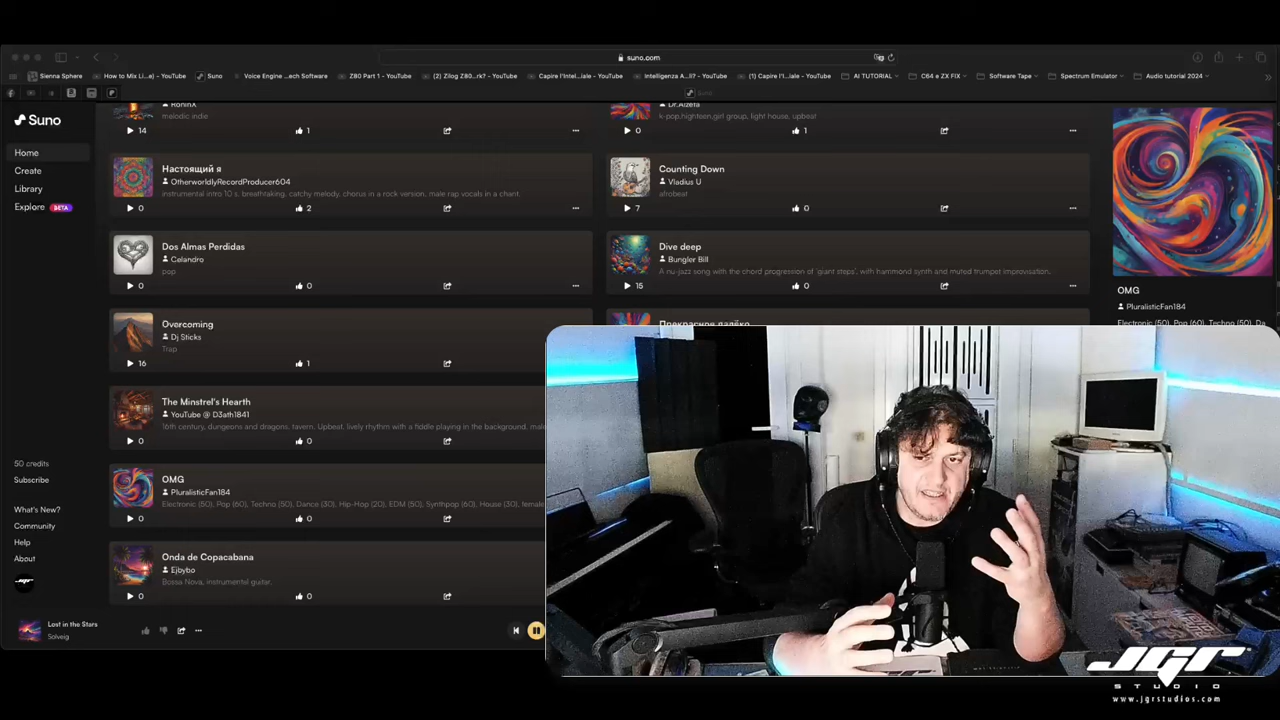 suno.com
Sienna Sphere
How to Mix Li...e) - YouTube
Suno
Voice Engine ...ech Software
Z80 Part 1 - YouTube
(2) Zilog Z80...rk? - YouTube
Capire l'Intel...iale - YouTube
Intelligenza A...l? - YouTube
(1) Capire l'I...iale - YouTube
AI TUTORIAL
C64 e ZX FIX
Software Tape
Spectrum Emulator
Audio tutorial 2024
Suno
Suno
Home
Create
Library
Explore BETA
50 credits
Subscribe
What's New?
Community
Help
About
RoninX
melodic indie
14
1
Dr.Alzefa
k-pop,highteen,girl group, light house, upbeat
0
1
Настоящий я
OtherworldlyRecordProducer604
instrumental intro 10 s, breathtaking, catchy melody, chorus in a rock version, male rap vocals in a chant.
0
2
Counting Down
Vladius U
afrobeat
7
0
Dos Almas Perdidas
Celandro
pop
0
0
Dive deep
Bungler Bill
A nu-jazz song with the chord progression of 'giant steps', with hammond synth and muted trumpet improvisation.
15
0
Overcoming
Dj Sticks
Trap
16
1
Прекрасное далёко
The Minstrel's Hearth
YouTube @ D3ath1841
16th century, dungeons and dragons, tavern. Upbeat, lively rhythm with a fiddle playing in the background, male
0
0
OMG
PluralisticFan184
Electronic (50), Pop (60), Techno (50), Dance (30), Hip-Hop (20), EDM (50), Synthpop (60), House (30), female
0
0
Onda de Copacabana
Ejbybo
Bossa Nova, instrumental guitar.
0
0
OMG
PluralisticFan184
Electronic (50), Pop (60), Techno (50), Da
Lost in the Stars
Solveig
JGR
STUDIO
www.jgrstudios.com